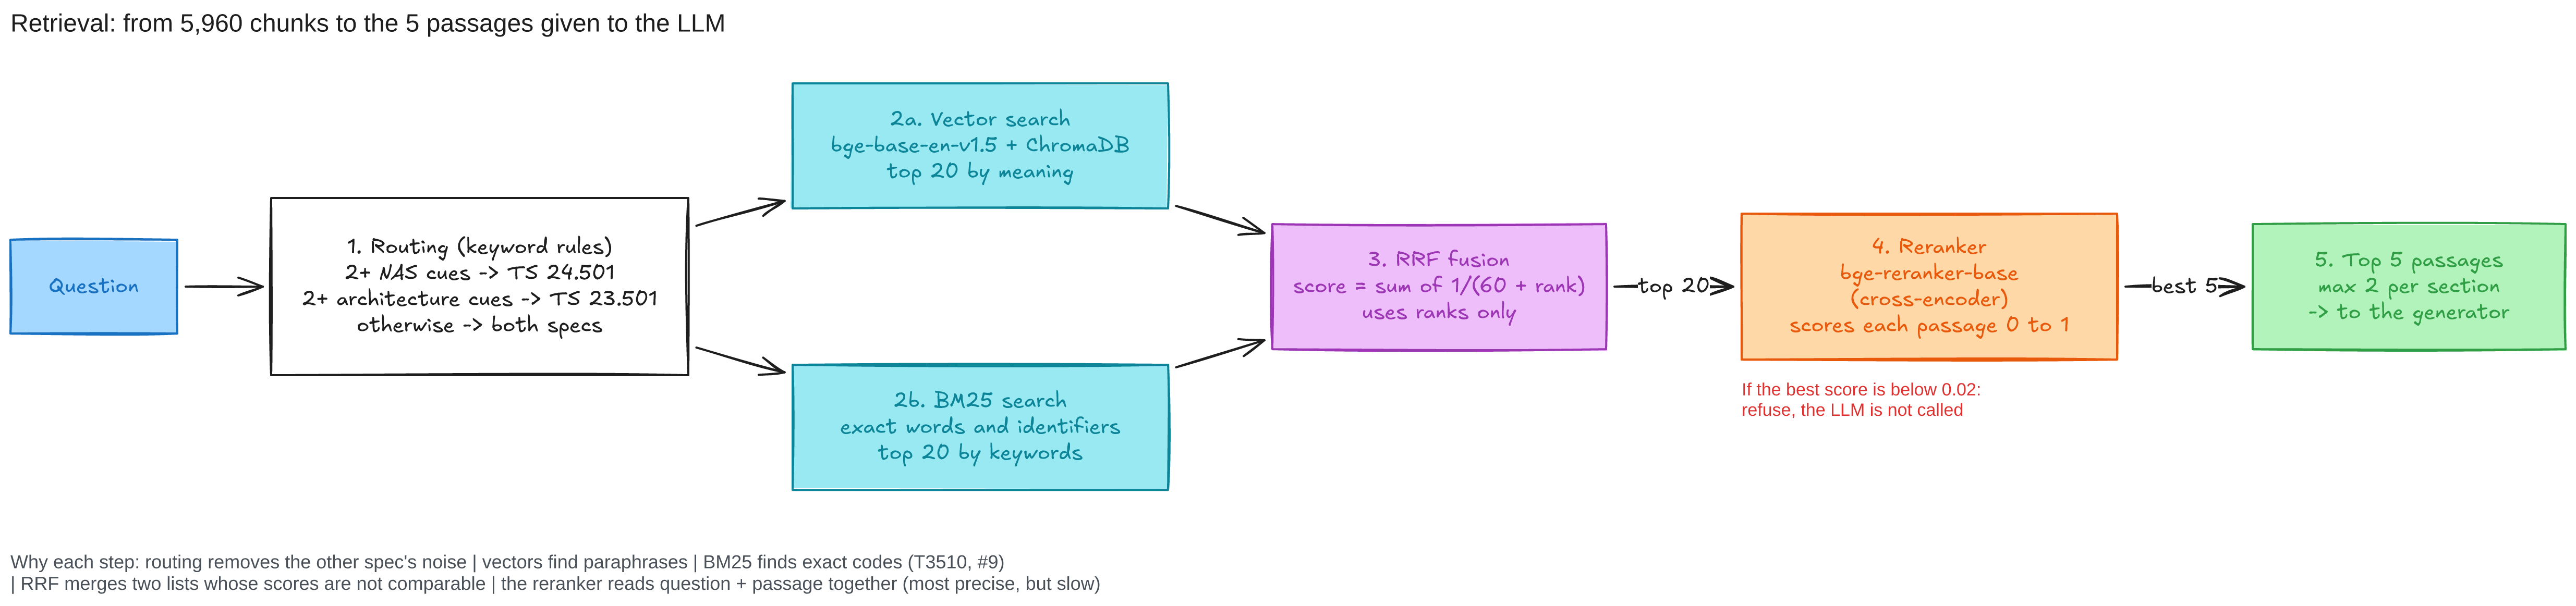 Retrieval: from 5,960 chunks to the 5 passages given to the LLM
Question
1. Routing (keyword rules)
2+ NAS cues -> TS 24.501
2+ architecture cues -> TS 23.501
otherwise -> both specs
2a. Vector search
bge-base-en-v1.5 + ChromaDB
top 20 by meaning
2b. BM25 search
exact words and identifiers
top 20 by keywords
3. RRF fusion
score = sum of 1/(60 + rank)
uses ranks only
top 20
4. Reranker
bge-reranker-base
(cross-encoder)
scores each passage 0 to 1
If the best score is below 0.02:
refuse, the LLM is not called
best 5
5. Top 5 passages
max 2 per section
-> to the generator
Why each step: routing removes the other spec's noise | vectors find paraphrases | BM25 finds exact codes (T3510, #9)
| RRF merges two lists whose scores are not comparable | the reranker reads question + passage together (most precise, but slow)